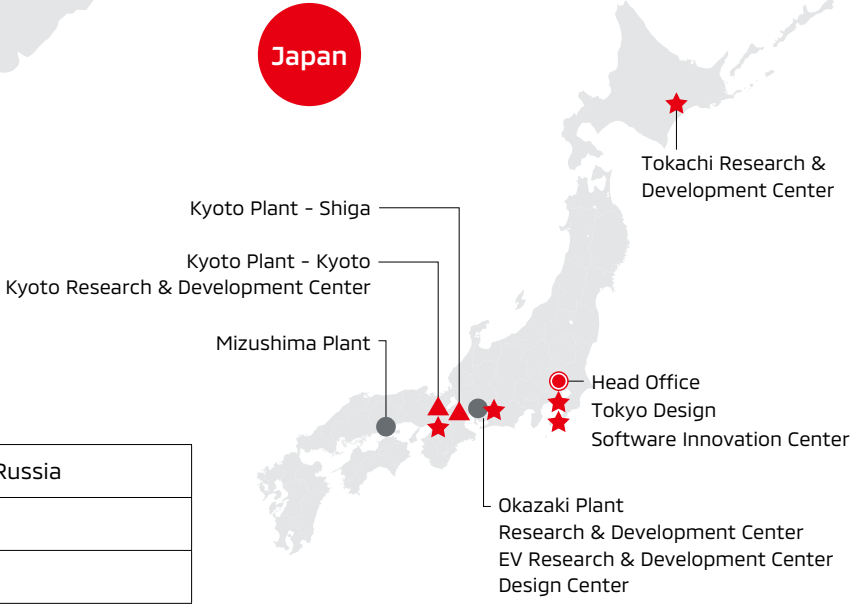 Japan
Tokachi Research &
Development Center
Kyoto Plant - Shiga
Kyoto Plant - Kyoto
Kyoto Research & Development Center
Mizushima Plant
Head Office
Tokyo Design
Software Innovation Center
Russia
Okazaki Plant
Research & Development Center
EV Research & Development Center
Design Center